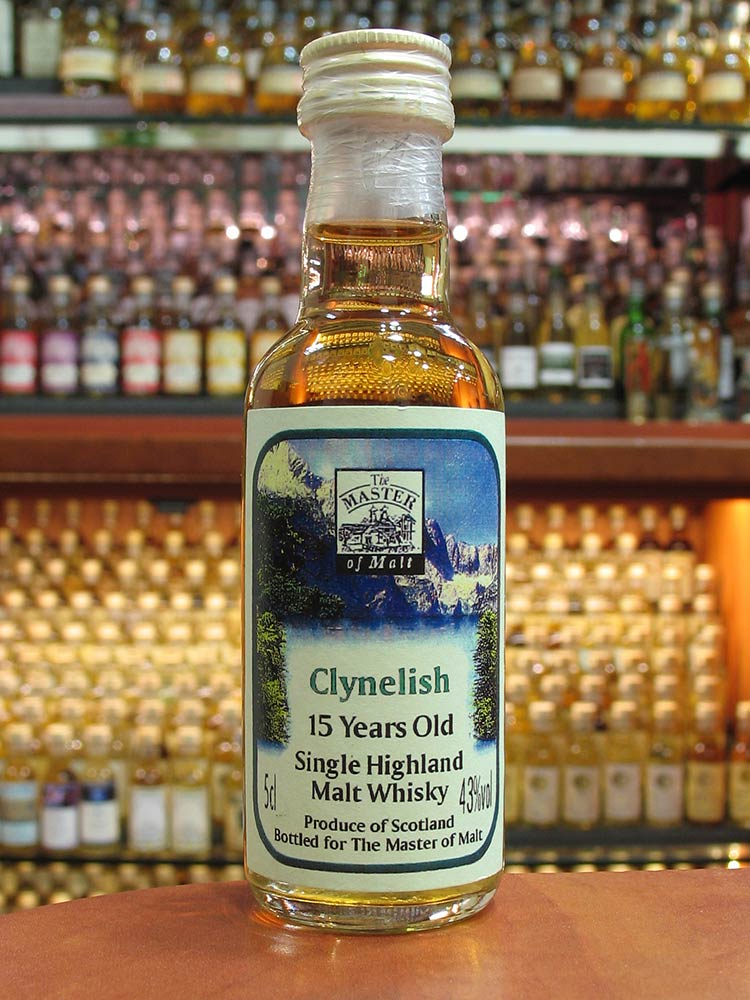 The
MASTER
of Malt
Clynelish
15 Years Old
Single Highland
Malt Whisky
5cl
43%vol
Produce of Scotland
Bottled for The Master of Malt